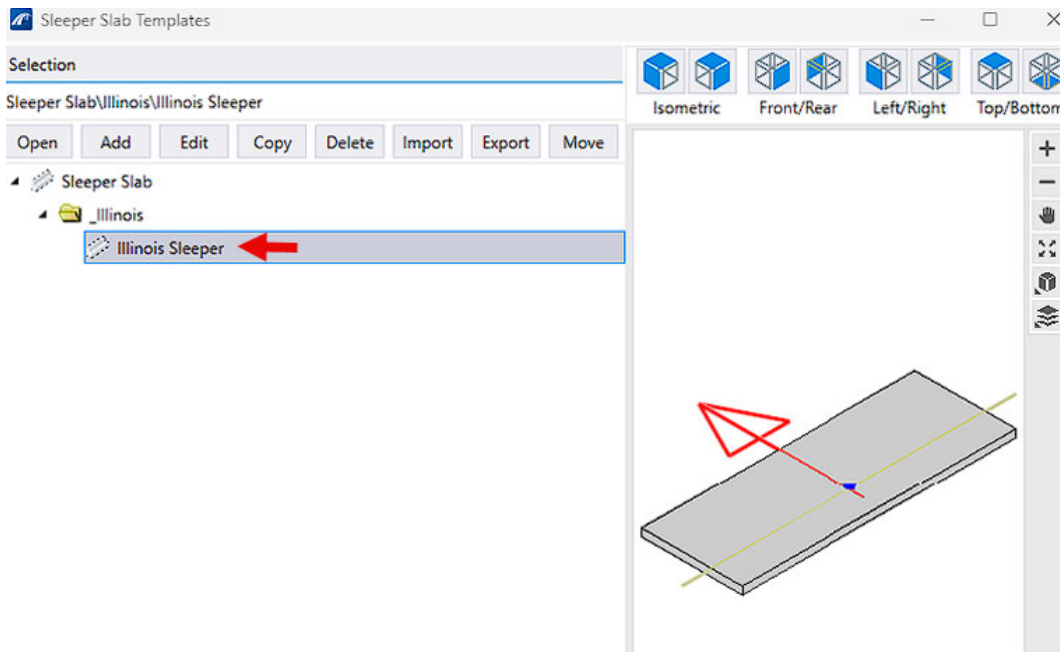 Sleeper Slab Templates
Selection
Sleeper Slab\Illinois\Illinois Sleeper
Open Add Edit Copy Delete Import Export Move
Sleeper Slab
_Illinois
Illinois Sleeper
Isometric Front/Rear Left/Right Top/Bottom